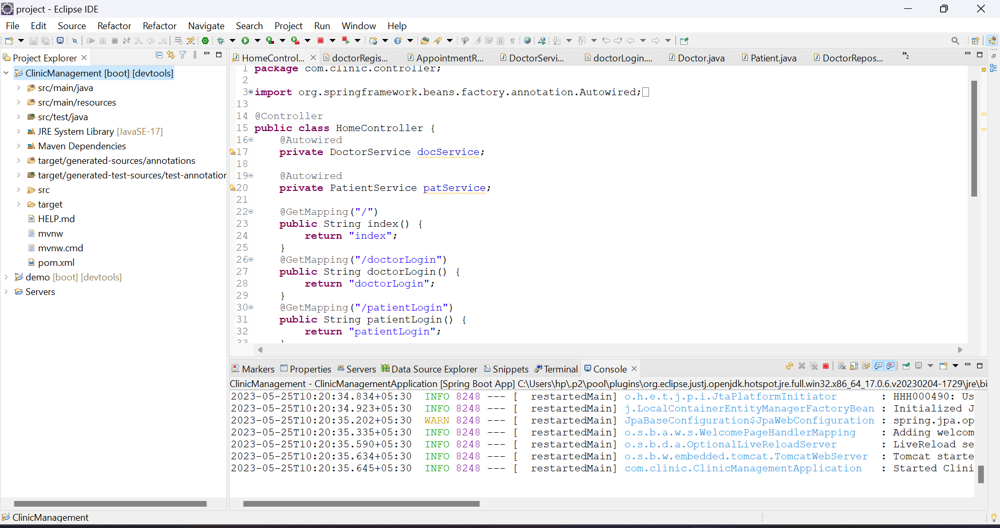 project - Eclipse IDE
File Edit Source Refactor Refactor Navigate Search Project Run Window Help
Project Explorer
ClinicManagement [boot] [devtools]
src/main/java
src/main/resources
src/test/java
JRE System Library [JavaSE-17]
Maven Dependencies
target/generated-sources/annotations
target/generated-test-sources/test-annotation
src
target
HELP.md
mvnw
mvnw.cmd
pom.xml
demo [boot] [devtools]
Servers
HomeControl... doctorRegis... AppointmentR... DoctorServi... doctorLogin.... Doctor.java Patient.java DoctorRepos... »2
1 package com.clinic.controller;
2
3 import org.springframework.beans.factory.annotation.Autowired;
13
14 @Controller
15 public class HomeController {
16 @Autowired
17 private DoctorService docService;
18
19 @Autowired
20 private PatientService patService;
21
22 @GetMapping("/")
23 public String index() {
24 return "index";
25 }
26 @GetMapping("/doctorLogin")
27 public String doctorLogin() {
28 return "doctorLogin";
29 }
30 @GetMapping("/patientLogin")
31 public String patientLogin() {
32 return "patientLogin";
33 }
Markers Properties Servers Data Source Explorer Snippets Terminal Console
ClinicManagement - ClinicManagementApplication [Spring Boot App] C:\Users\hp\.p2\pool\plugins\org.eclipse.justj.openjdk.hotspot.jre.full.win32.x86_64_17.0.6.v20230204-1729\jre\bi
2023-05-25T10:20:34.834+05:30 INFO 8248 --- [ restartedMain] o.h.e.t.j.p.i.JtaPlatformInitiator : HHH000490: Us
2023-05-25T10:20:34.923+05:30 INFO 8248 --- [ restartedMain] j.LocalContainerEntityManagerFactoryBean : Initialized J
2023-05-25T10:20:35.202+05:30 WARN 8248 --- [ restartedMain] JpaBaseConfiguration$JpaWebConfiguration : spring.jpa.op
2023-05-25T10:20:35.335+05:30 INFO 8248 --- [ restartedMain] o.s.b.a.w.s.WelcomePageHandlerMapping : Adding welcom
2023-05-25T10:20:35.590+05:30 INFO 8248 --- [ restartedMain] o.s.b.d.a.OptionalLiveReloadServer : LiveReload se
2023-05-25T10:20:35.634+05:30 INFO 8248 --- [ restartedMain] o.s.b.w.embedded.tomcat.TomcatWebServer : Tomcat starte
2023-05-25T10:20:35.645+05:30 INFO 8248 --- [ restartedMain] com.clinic.ClinicManagementApplication : Started Clini
ClinicManagement